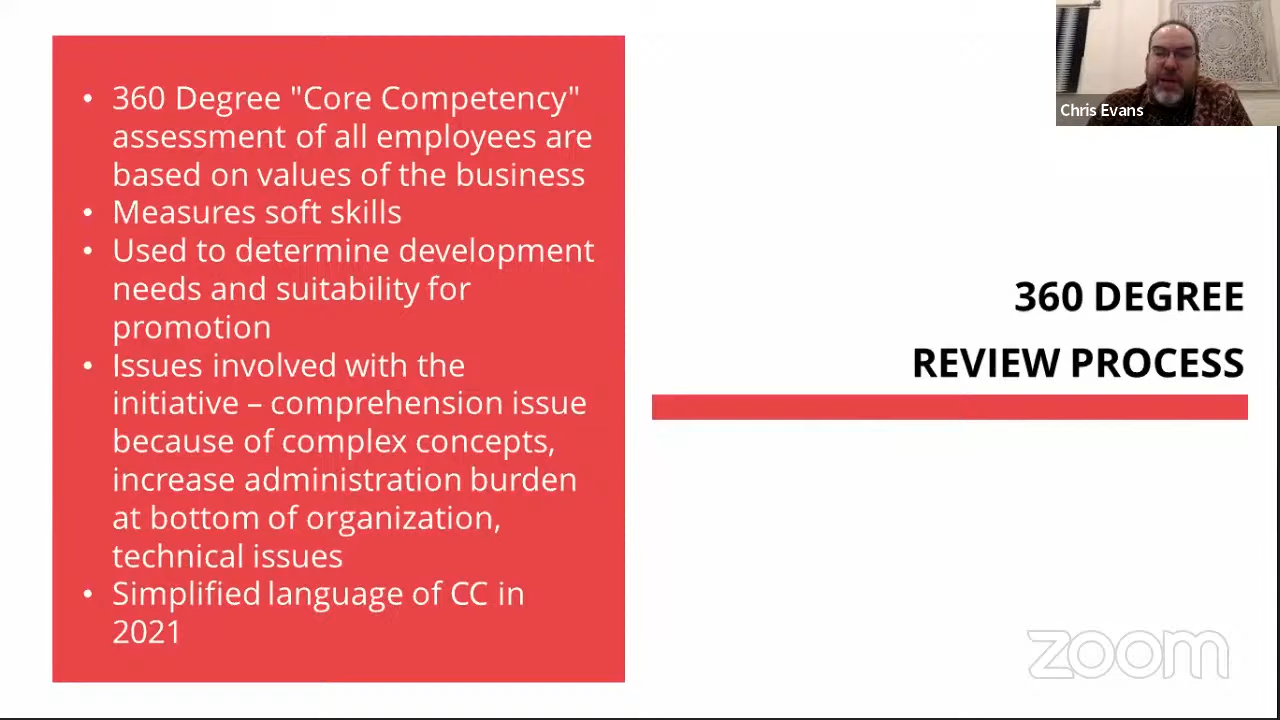 • 360 Degree "Core Competency"
assessment of all employees are
based on values of the business
• Measures soft skills
• Used to determine development
needs and suitability for
promotion
• Issues involved with the
initiative – comprehension issue
because of complex concepts,
increase administration burden
at bottom of organization,
technical issues
• Simplified language of CC in
2021
Chris Evans
360 DEGREE
REVIEW PROCESS
zoom